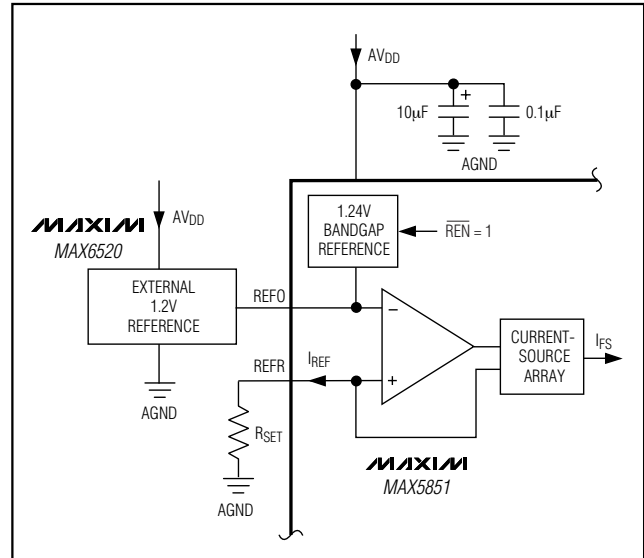 AVDD
10μF
+
0.1μF
AGND
AVDD
MAXIM
MAX6520
1.24V
BANDGAP
REFERENCE
REN = 1
EXTERNAL
1.2V
REFERENCE
REFO
−
CURRENT-
SOURCE
ARRAY
IFS
REFR
IREF
+
AGND
RSET
AGND
MAXIM
MAX5851